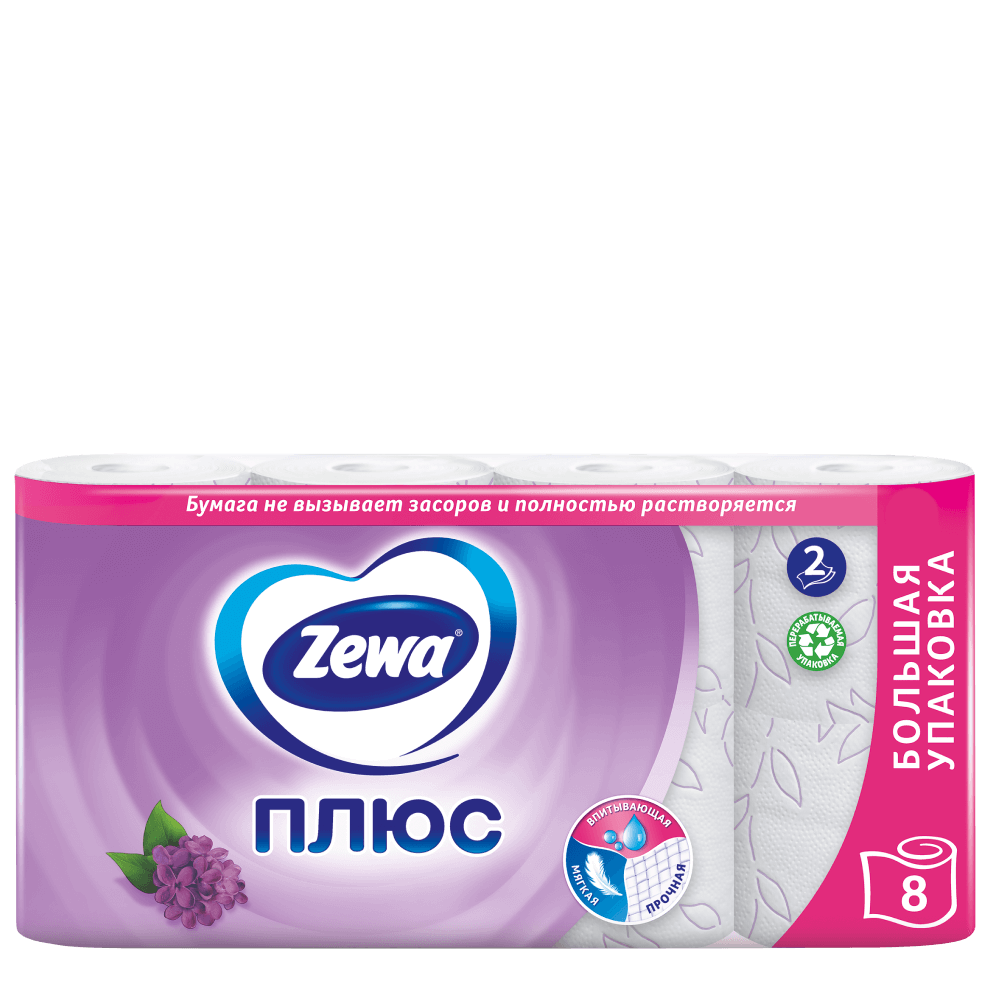 Бумага не вызывает засоров и полностью растворяется
Zewa®
ПЛЮС
2
ПЕРЕРАБАТЫВАЕМАЯ
УПАКОВКА
БОЛЬШАЯ
УПАКОВКА
ВПИТЫВАЮЩАЯ
МЯГКАЯ
ПРОЧНАЯ
8